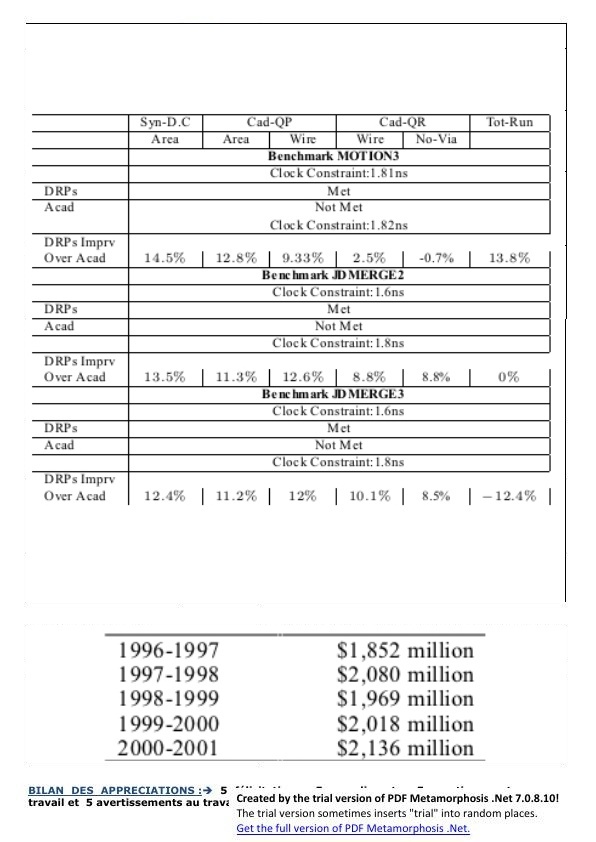 Syn-D.C Cad-QP Cad-QR Tot-Run
Area Area Wire Wire No-Via
Benchmark MOTION3
Clock Constraint:1.81ns
DRPs Met
Acad Not Met
Clock Constraint:1.82ns
DRPs Imprv
Over Acad 14.5% 12.8% 9.33% 2.5% -0.7% 13.8%
Benchmark JDMERGE2
Clock Constraint:1.6ns
DRPs Met
Acad Not Met
Clock Constraint:1.8ns
DRPs Imprv
Over Acad 13.5% 11.3% 12.6% 8.8% 8.8% 0%
Benchmark JDMERGE3
Clock Constraint:1.6ns
DRPs Met
Acad Not Met
Clock Constraint:1.8ns
DRPs Imprv
Over Acad 12.4% 11.2% 12% 10.1% 8.5% −12.4%
1996-1997 $1,852 million
1997-1998 $2,080 million
1998-1999 $1,969 million
1999-2000 $2,018 million
2000-2001 $2,136 million
BILAN DES APPRECIATIONS :→ 5
travail et 5 avertissements au
Created by the trial version of PDF Metamorphosis .Net 7.0.8.10!
The trial version sometimes inserts "trial" into random places.
Get the full version of PDF Metamorphosis .Net.